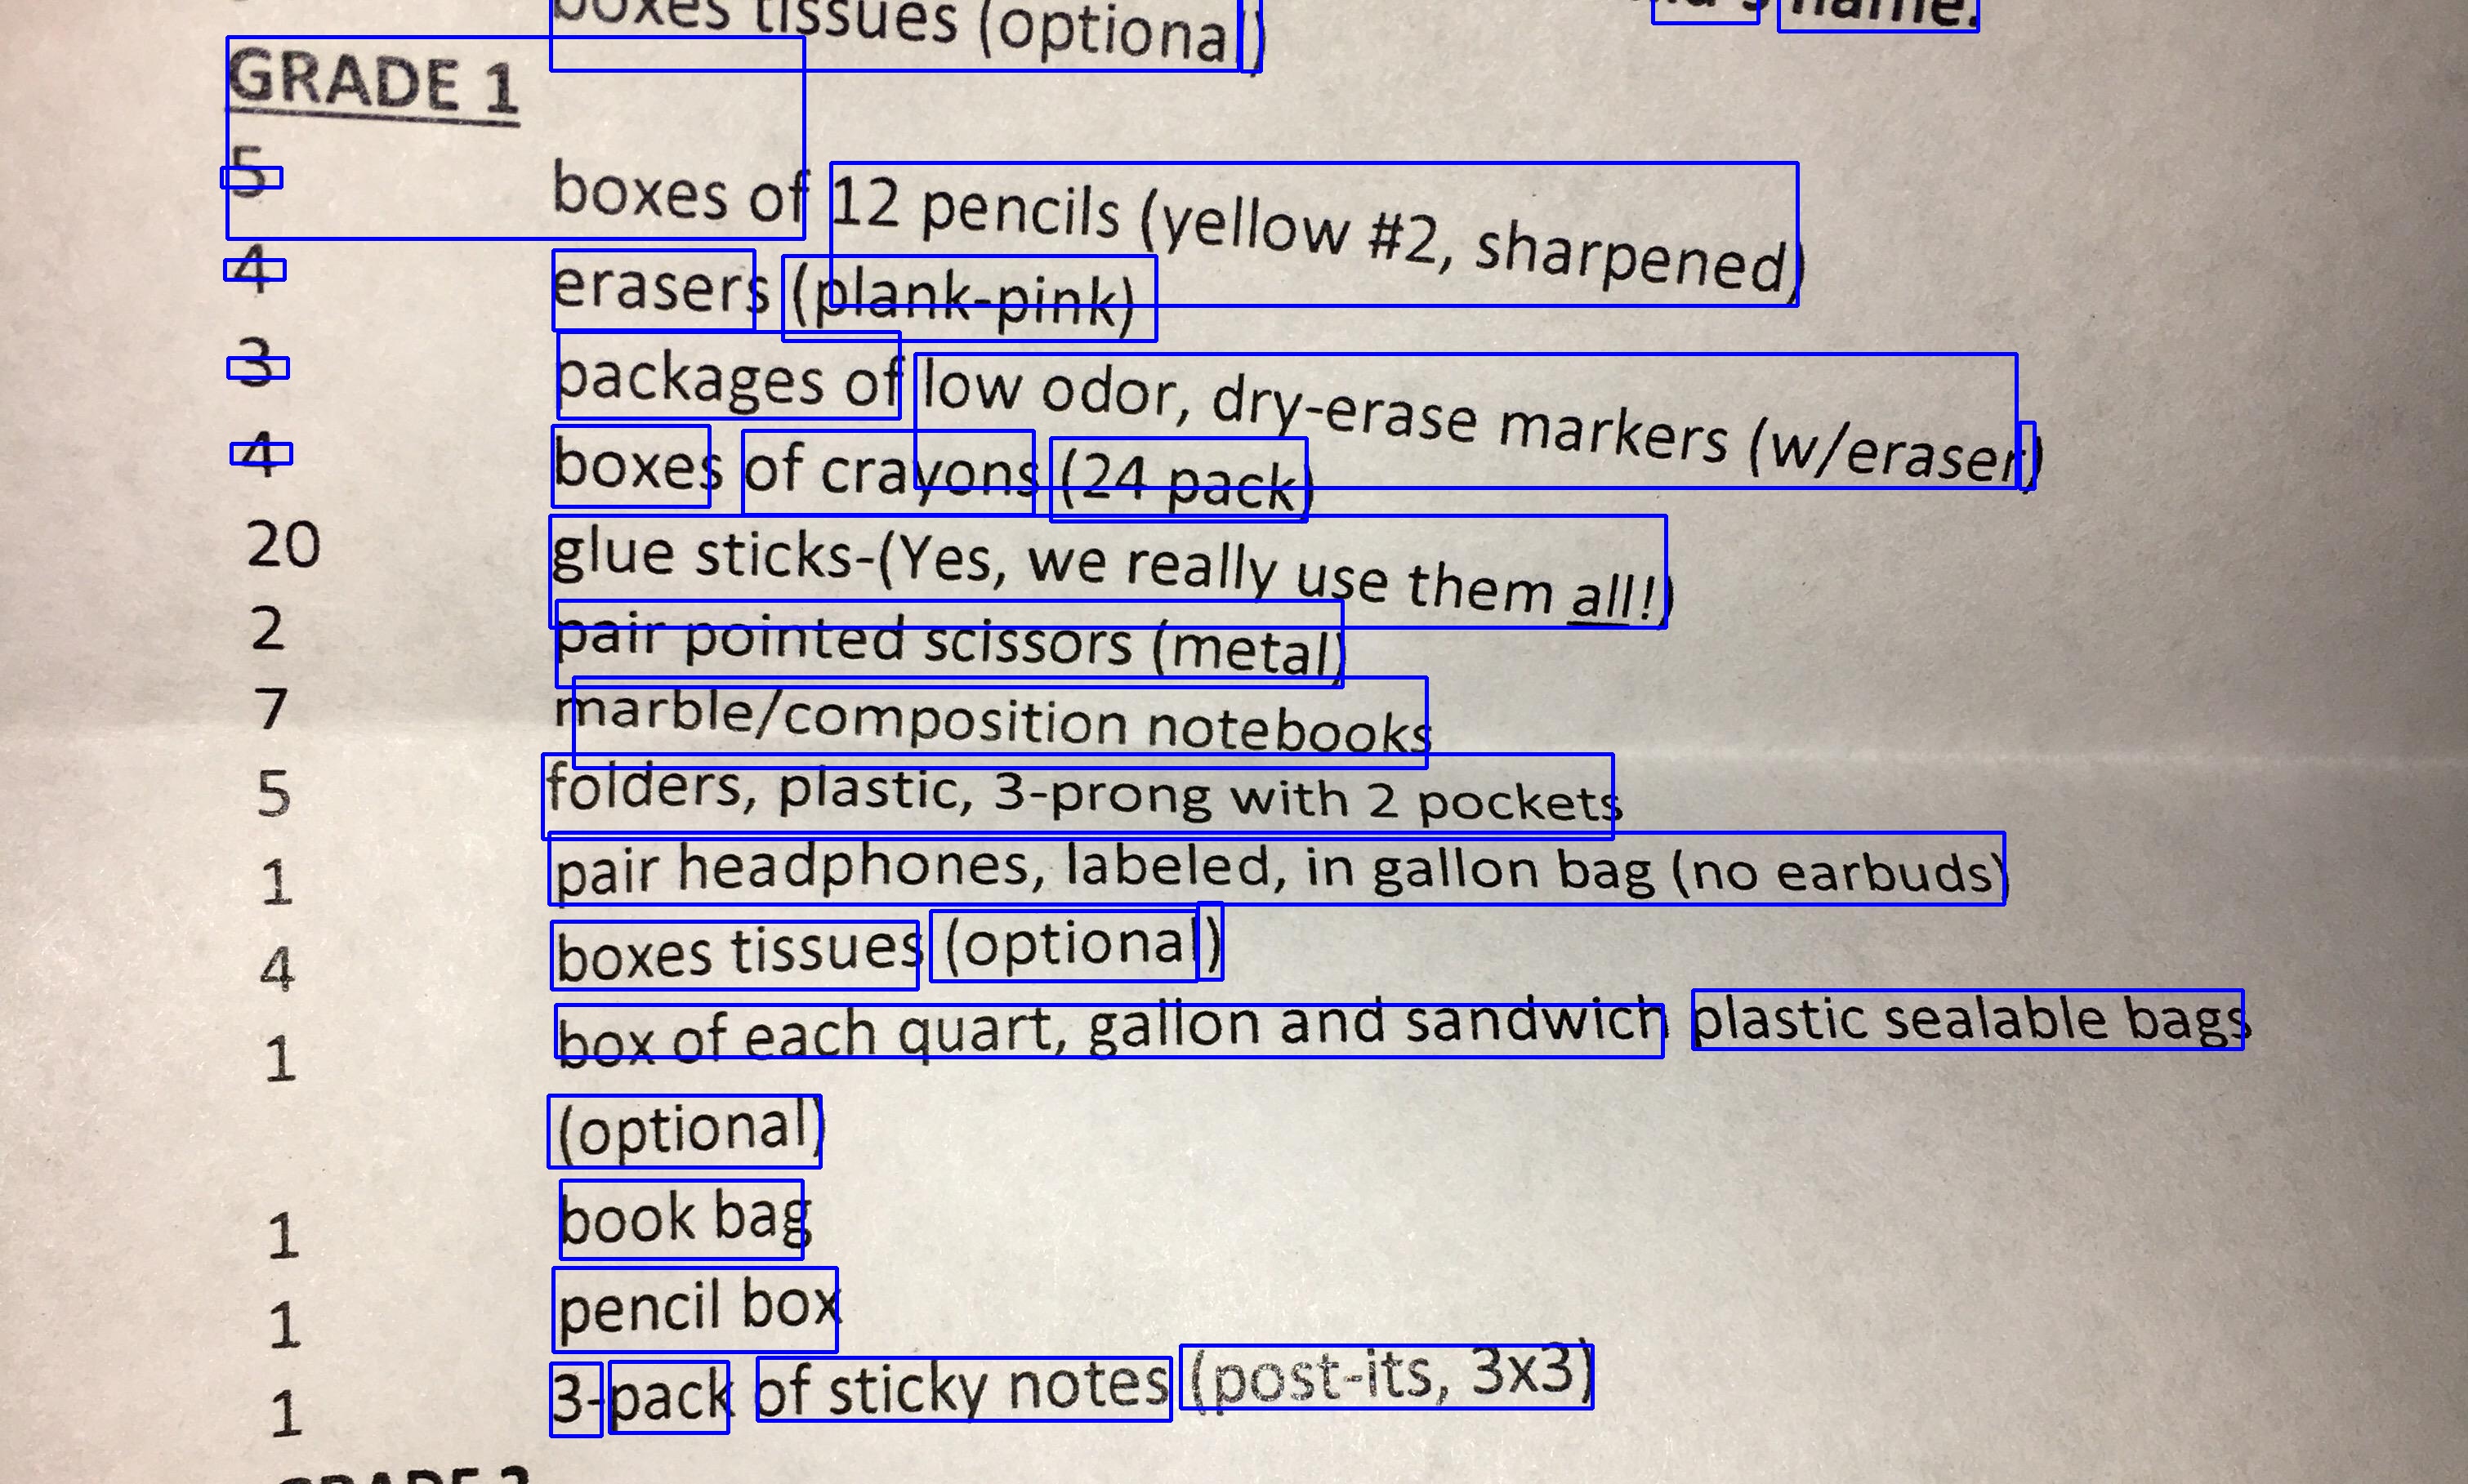 boxes tissues (optional) name.
GRADE 1
5 boxes of 12 pencils (yellow #2, sharpened)
4 erasers (plank-pink)
3 packages of low odor, dry-erase markers (w/eraser)
4 boxes of crayons (24 pack)
20 glue sticks-(Yes, we really use them all!)
2 pair pointed scissors (metal)
7 marble/composition notebooks
5 folders, plastic, 3-prong with 2 pockets
1 pair headphones, labeled, in gallon bag (no earbuds)
4 boxes tissues (optional)
1 box of each quart, gallon and sandwich plastic sealable bags
(optional)
1 book bag
1 pencil box
1 3-pack of sticky notes (post-its, 3x3)
GRADE 2